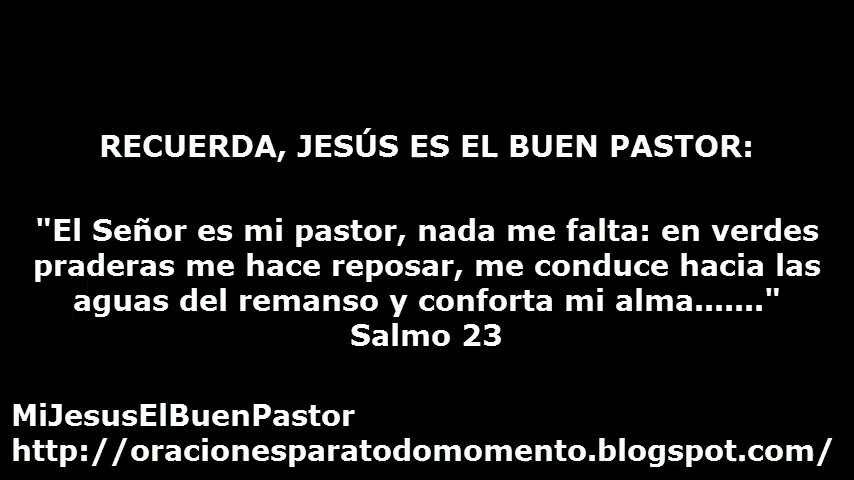 RECUERDA, JESÚS ES EL BUEN PASTOR:
"El Señor es mi pastor, nada me falta: en verdes
praderas me hace reposar, me conduce hacia las
aguas del remanso y conforta mi alma......."
Salmo 23
MiJesusElBuenPastor
http://oracionesparatodomomento.blogspot.com/